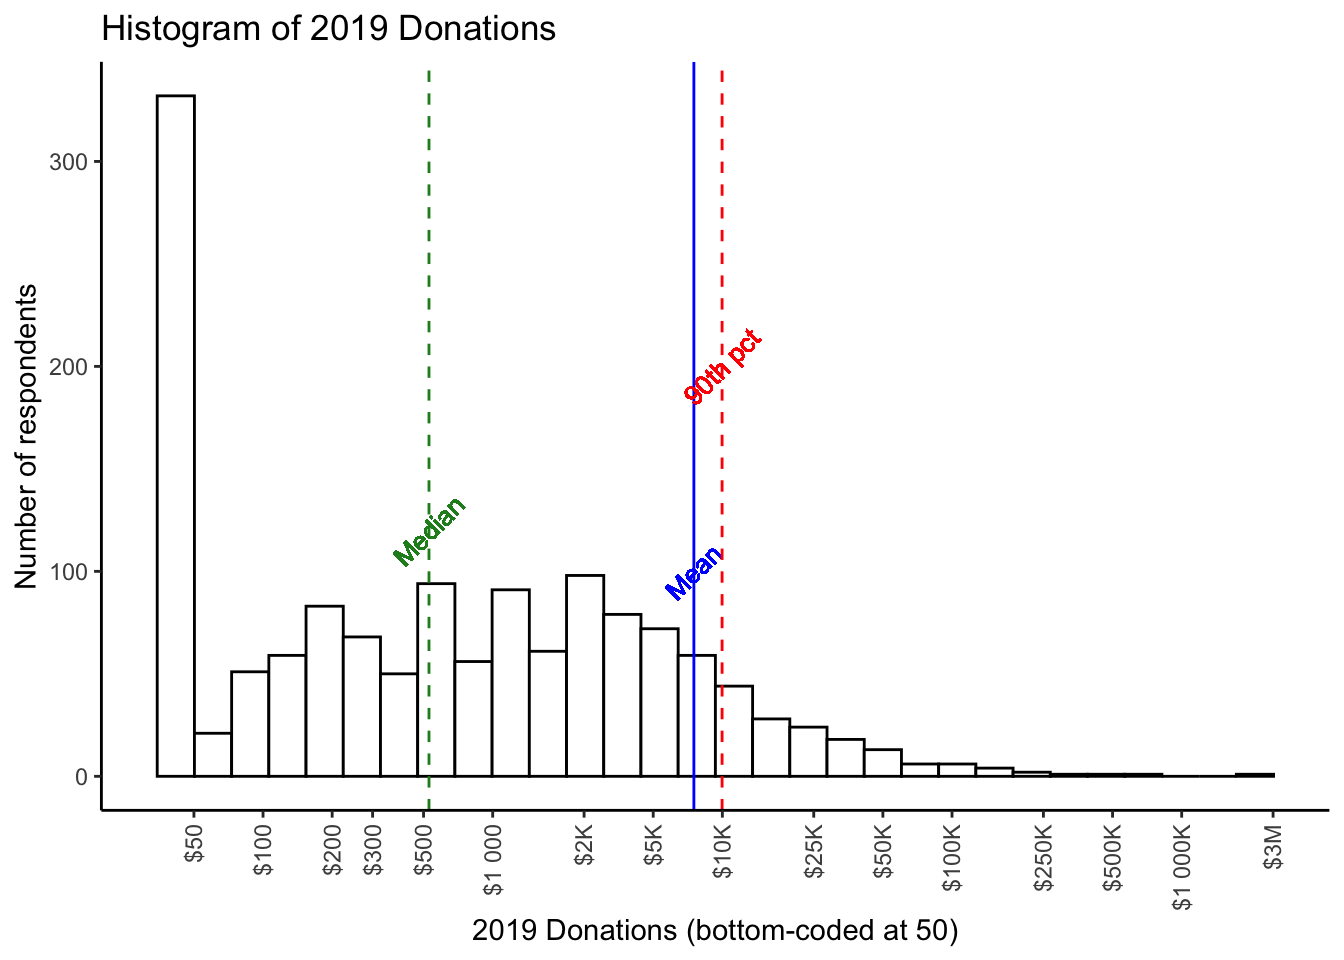 Histogram of 2019 Donations
Number of respondents
300
200
100
0
90th pct
Median
Mean
$50
$100
$200
$300
$500
$1 000
$2K
$5K
$10K
$25K
$50K
$100K
$250K
$500K
$1 000K
$3M
2019 Donations (bottom-coded at 50)